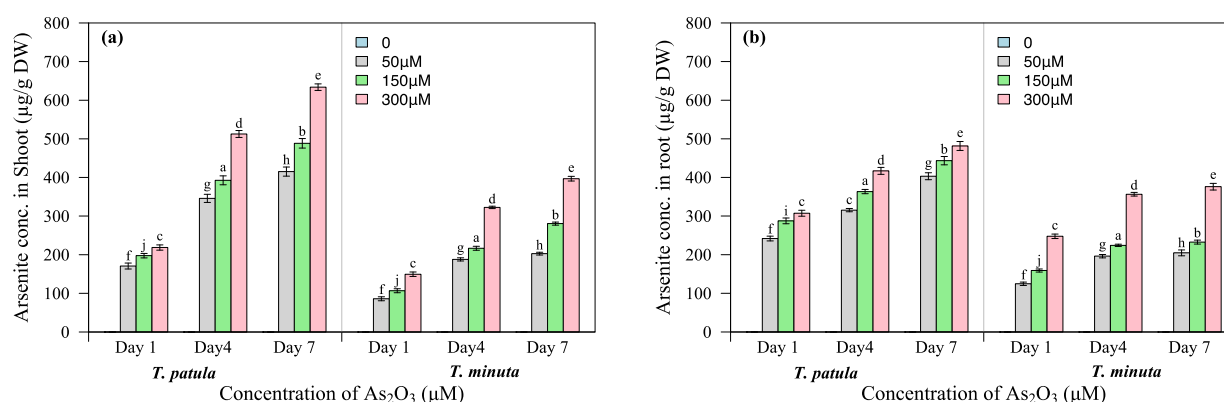 (a)
800
700
600
500
400
300
200
100
0
Arsenite conc. in Shoot (µg/g DW)
0
50µM
150µM
300µM
f j c
g a d
h b e
f j c
g a d
h b e
Day 1 Day4 Day 7 Day 1 Day4 Day 7
T. patula T. minuta
Concentration of As₂O₃ (µM)
(b)
800
700
600
500
400
300
200
100
0
Arsenite conc. in root (µg/g DW)
0
50µM
150µM
300µM
f i c
c a d
g b e
f j c
g a d
h b e
Day 1 Day4 Day 7 Day 1 Day4 Day 7
T. patula T. minuta
Concentration of As₂O₃ (µM)